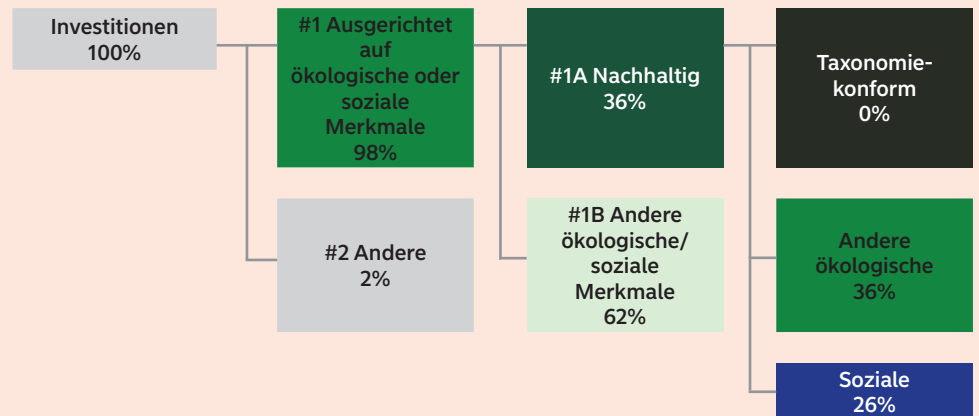 Investitionen
100%
#1 Ausgerichtet
auf
ökologische oder
soziale
Merkmale
98%
#2 Andere
2%
#1A Nachhaltig
36%
#1B Andere
ökologische/
soziale
Merkmale
62%
Taxonomie-
konform
0%
Andere
ökologische
36%
Soziale
26%